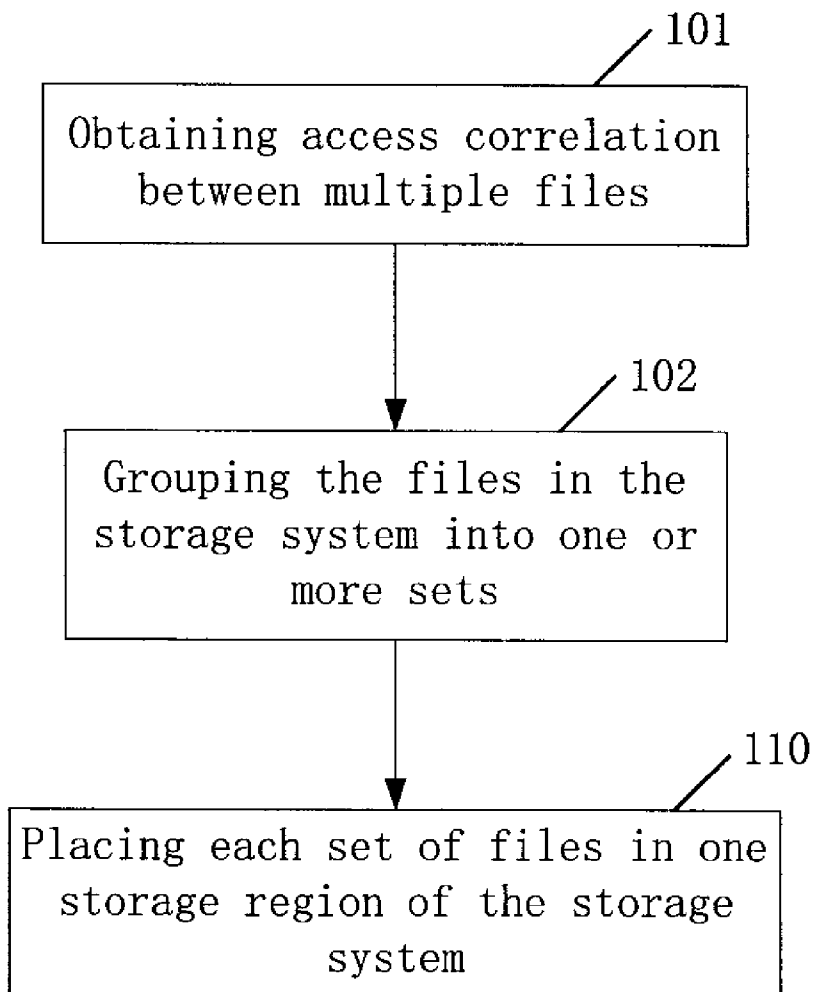 101
Obtaining access correlation
between multiple files
102
Grouping the files in the
storage system into one or
more sets
110
Placing each set of files in one
storage region of the storage
system